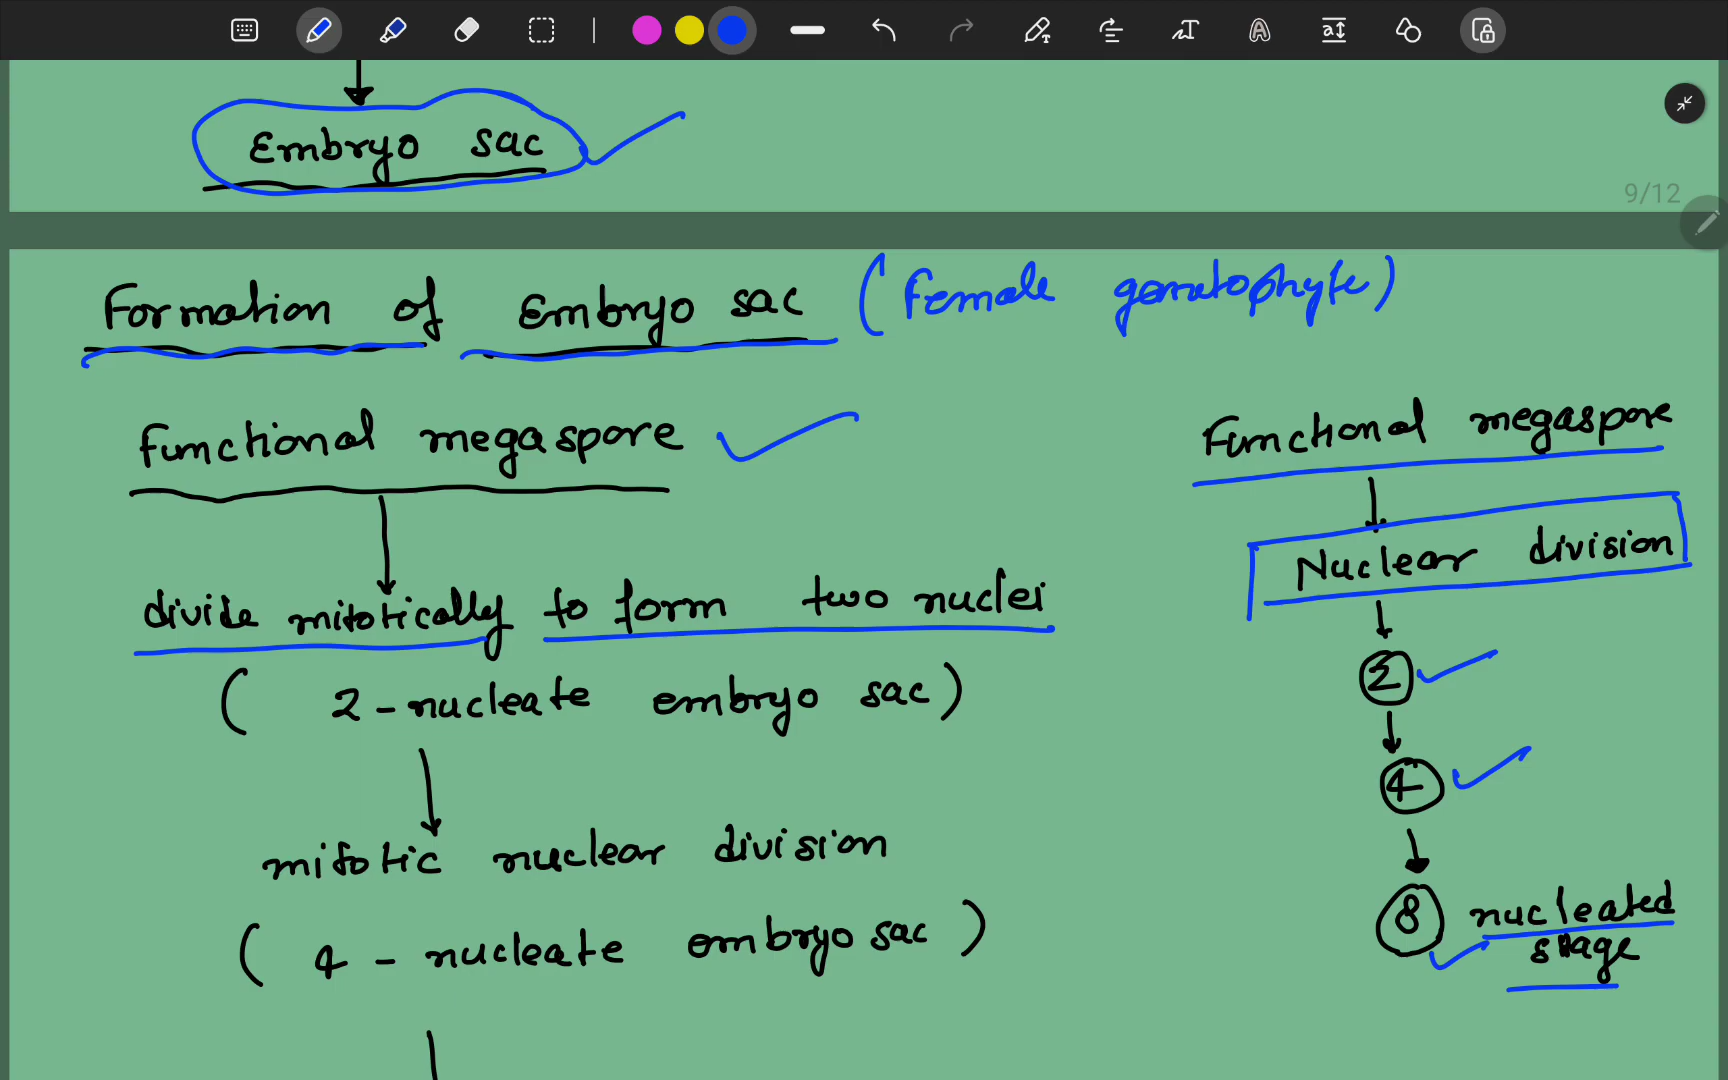 Embryo sac
9/12
Formation of Embryo sac (female gametophyte)
functional megaspore
divide mitotically to form two nuclei
( 2-nucleate embryo sac)
mitotic nuclear division
( 4 - nucleate embryo sac )
Functional megaspore
Nuclear division
2
4
8 nucleated
stage